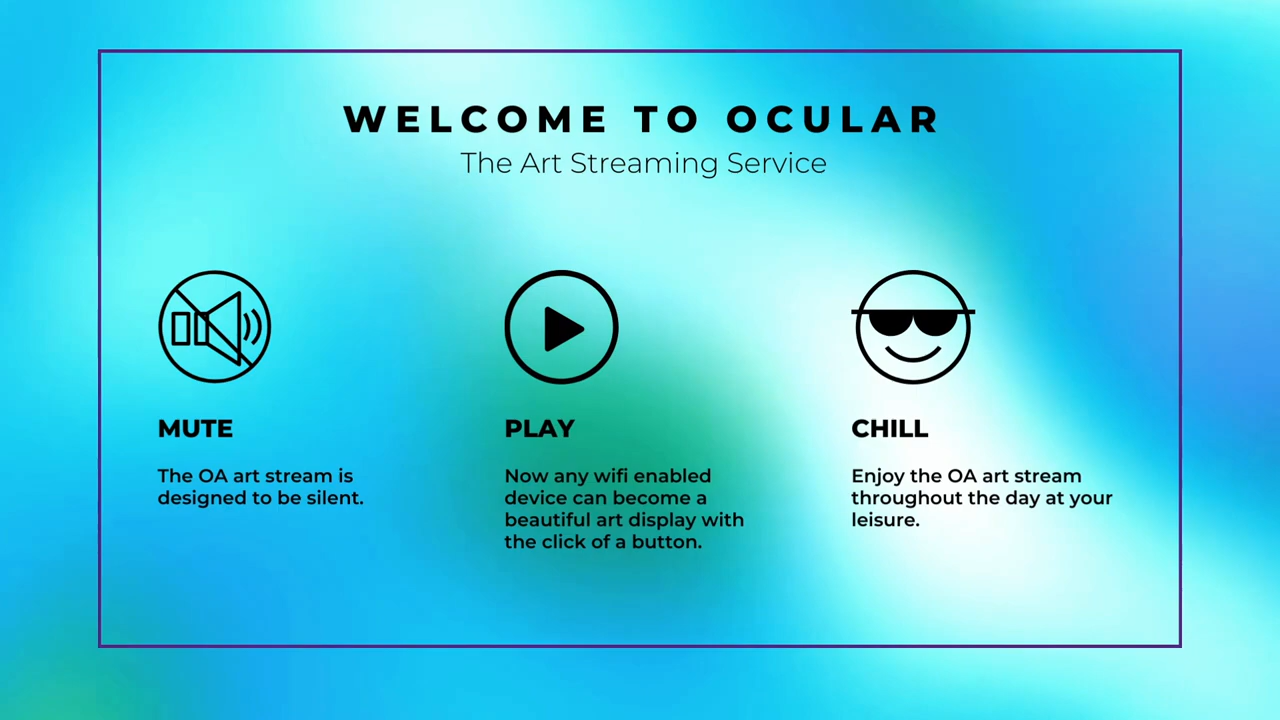 WELCOME TO OCULAR
The Art Streaming Service
MUTE
The OA art stream is
designed to be silent.
PLAY
Now any wifi enabled
device can become a
beautiful art display with
the click of a button.
CHILL
Enjoy the OA art stream
throughout the day at your
leisure.